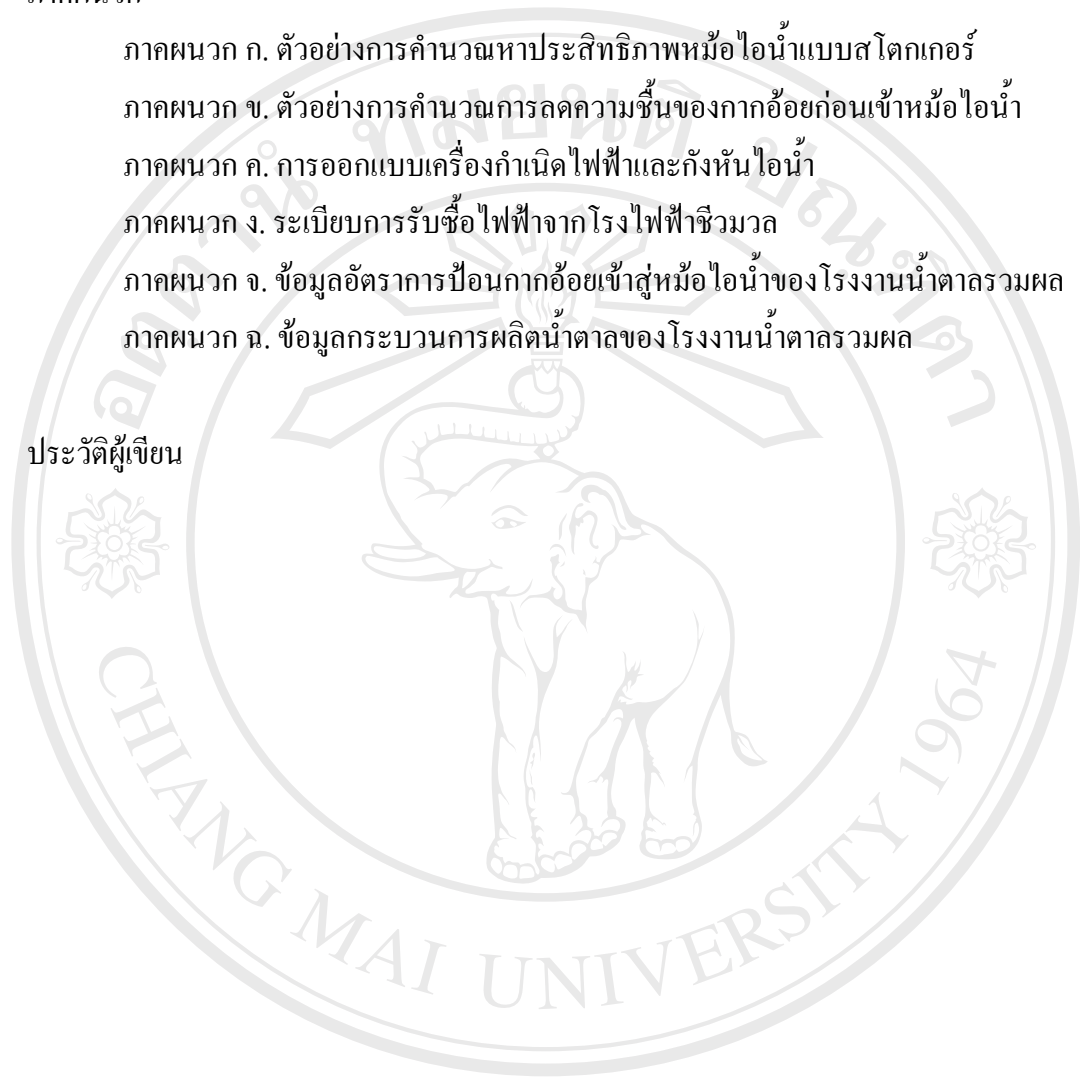 ภาคผนวก ก. ตัวอย่างการคำนวณหาประสิทธิภาพหม้อไอน้ำแบบสโตกเกอร์
ภาคผนวก ข. ตัวอย่างการคำนวณการลดความชื้นของกากอ้อยก่อนเข้าหม้อไอน้ำ
ภาคผนวก ค. การออกแบบเครื่องกำเนิดไฟฟ้าและกังหันไอน้ำ
ภาคผนวก ง. ระเบียบการรับซื้อไฟฟ้าจากโรงไฟฟ้าชีวมวล
ภาคผนวก จ. ข้อมูลอัตราการป้อนกากอ้อยเข้าสู่หม้อไอน้ำของโรงงานน้ำตาลรวมผล
ภาคผนวก ฉ. ข้อมูลกระบวนการผลิตน้ำตาลของโรงงานน้ำตาลรวมผล
ประวัติผู้เขียน
อตฺตานํ ทมยนฺติ ปณฺฑิตา
CHIANG MAI UNIVERSITY 1964